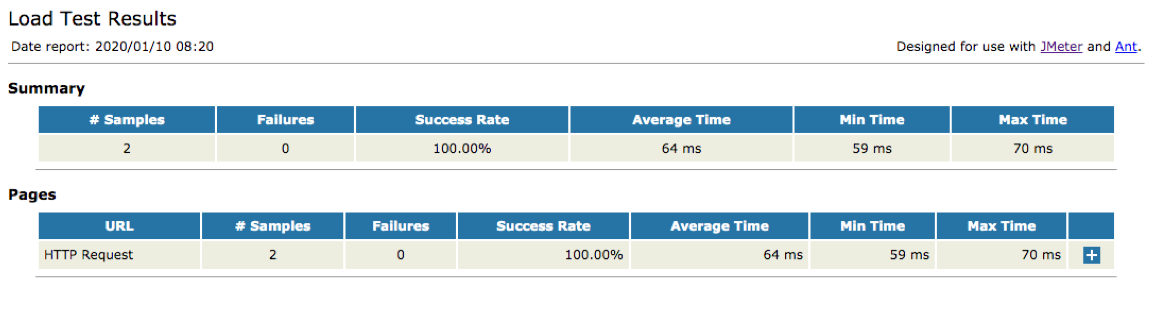 Load Test Results
Date report: 2020/01/10 08:20 Designed for use with JMeter and Ant.
Summary
# Samples Failures Success Rate Average Time Min Time Max Time
2 0 100.00% 64 ms 59 ms 70 ms
Pages
URL # Samples Failures Success Rate Average Time Min Time Max Time
HTTP Request 2 0 100.00% 64 ms 59 ms 70 ms +